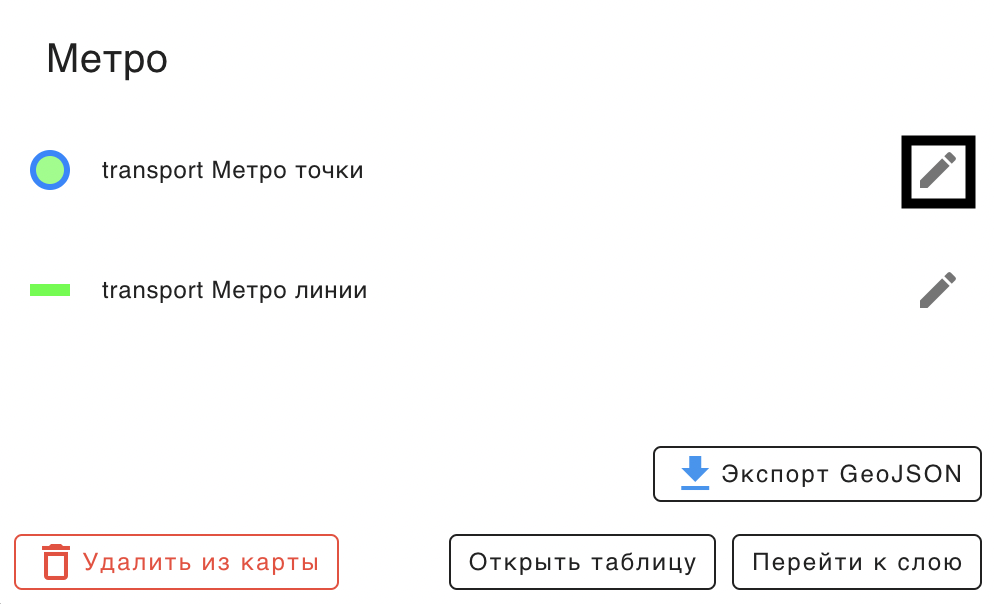 Метро
transport Метро точки
transport Метро линии
Экспорт GeoJSON
Удалить из карты
Открыть таблицу
Перейти к слою